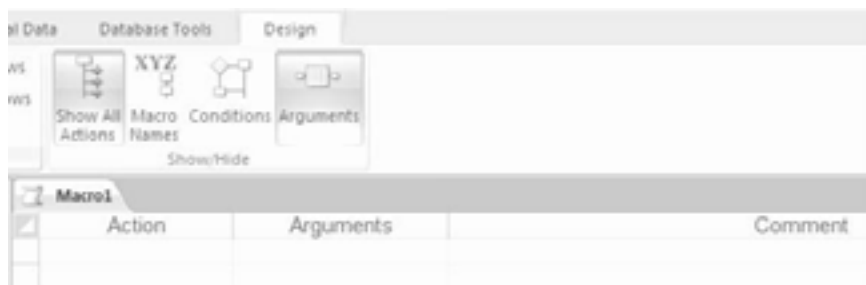 al Data Database Tools Design
ws
ows
Show All Macro Conditions Arguments
Actions Names
XYZ
Show/Hide
Macro1
Action Arguments Comment